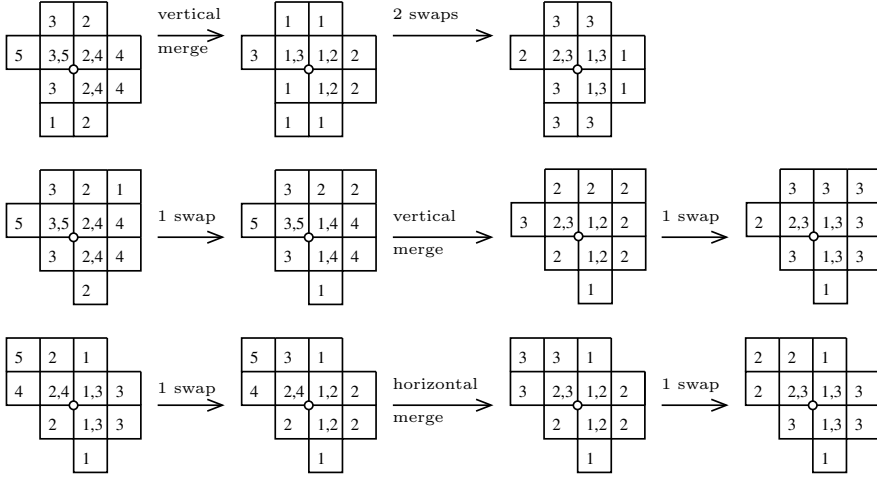 vertical 2 swaps
3 2 1 1 3 3
5 3,5 2,4 4 merge 3 1,3 1,2 2 2 2,3 1,3 1
3 2,4 4 1 1,2 2 3 1,3 1
1 2 1 1 3 3
3 2 1 3 2 2 2 2 2 3 3 3
5 3,5 2,4 4 1 swap 5 3,5 1,4 4 vertical 3 2,3 1,2 2 1 swap 2 2,3 1,3 3
3 2,4 4 3 1,4 4 merge 2 1,2 2 3 1,3 3
2 1 1 1
5 2 1 5 3 1 3 3 1 2 2 1
4 2,4 1,3 3 1 swap 4 2,4 1,2 2 horizontal 3 2,3 1,2 2 1 swap 2 2,3 1,3 3
2 1,3 3 2 1,2 2 merge 2 1,2 2 3 1,3 3
1 1 1 1